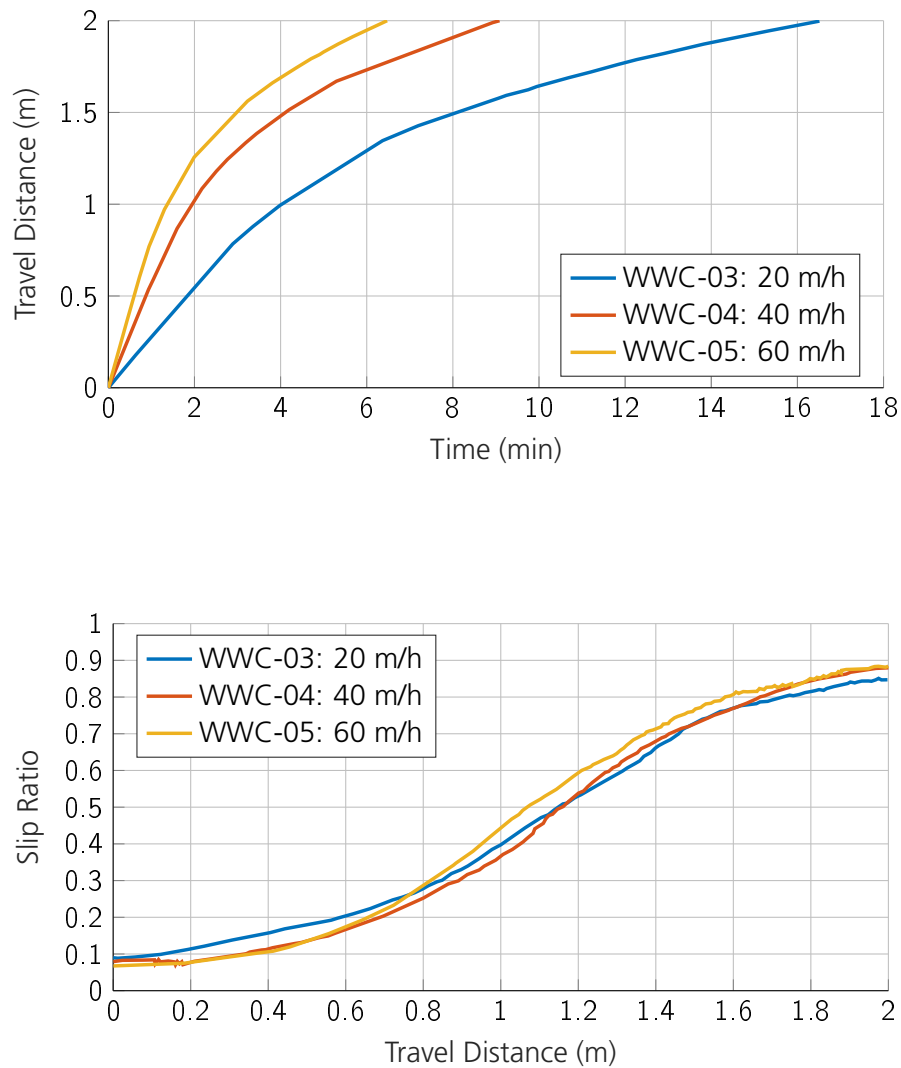 2
1.5
1
0.5
0
Travel Distance (m)
0 2 4 6 8 10 12 14 16 18
Time (min)
WWC-03: 20 m/h
WWC-04: 40 m/h
WWC-05: 60 m/h
1
0.9
0.8
0.7
0.6
0.5
0.4
0.3
0.2
0.1
0
Slip Ratio
WWC-03: 20 m/h
WWC-04: 40 m/h
WWC-05: 60 m/h
0 0.2 0.4 0.6 0.8 1 1.2 1.4 1.6 1.8 2
Travel Distance (m)